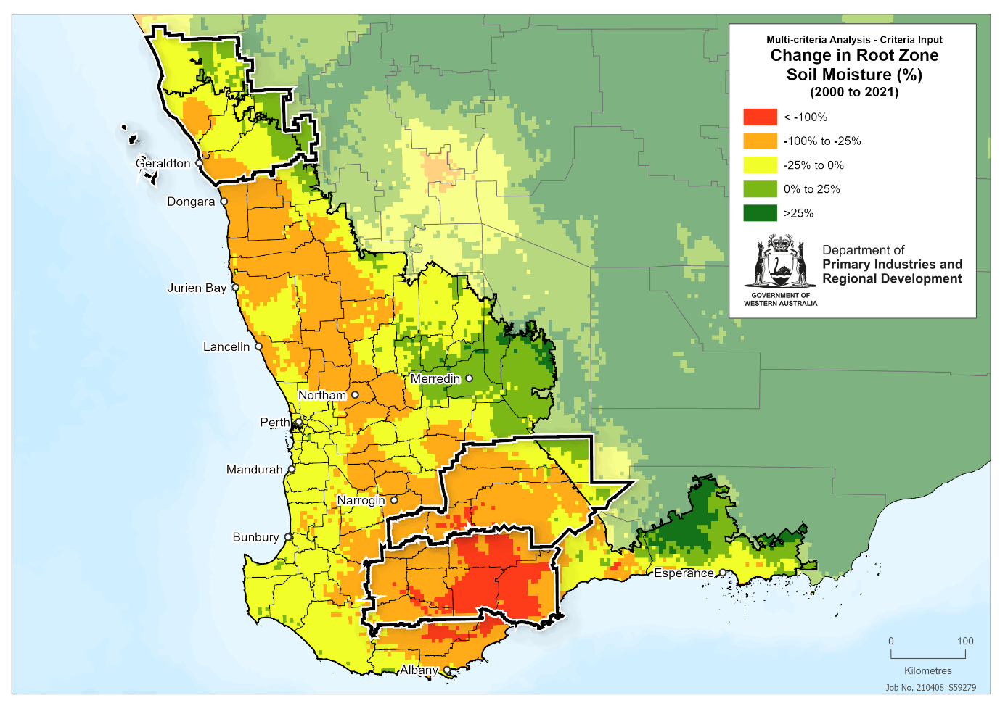 Multi-criteria Analysis - Criteria Input
Change in Root Zone
Soil Moisture (%)
(2000 to 2021)
< -100%
-100% to -25%
-25% to 0%
0% to 25%
>25%
Department of
Primary Industries and
Regional Development
GOVERNMENT OF
WESTERN AUSTRALIA
Geraldton
Dongara
Jurien Bay
Lancelin
Merredin
Northam
Perth
Mandurah
Narrogin
Bunbury
Esperance
Albany
0 100
Kilometres
Job No. 210408_S59279